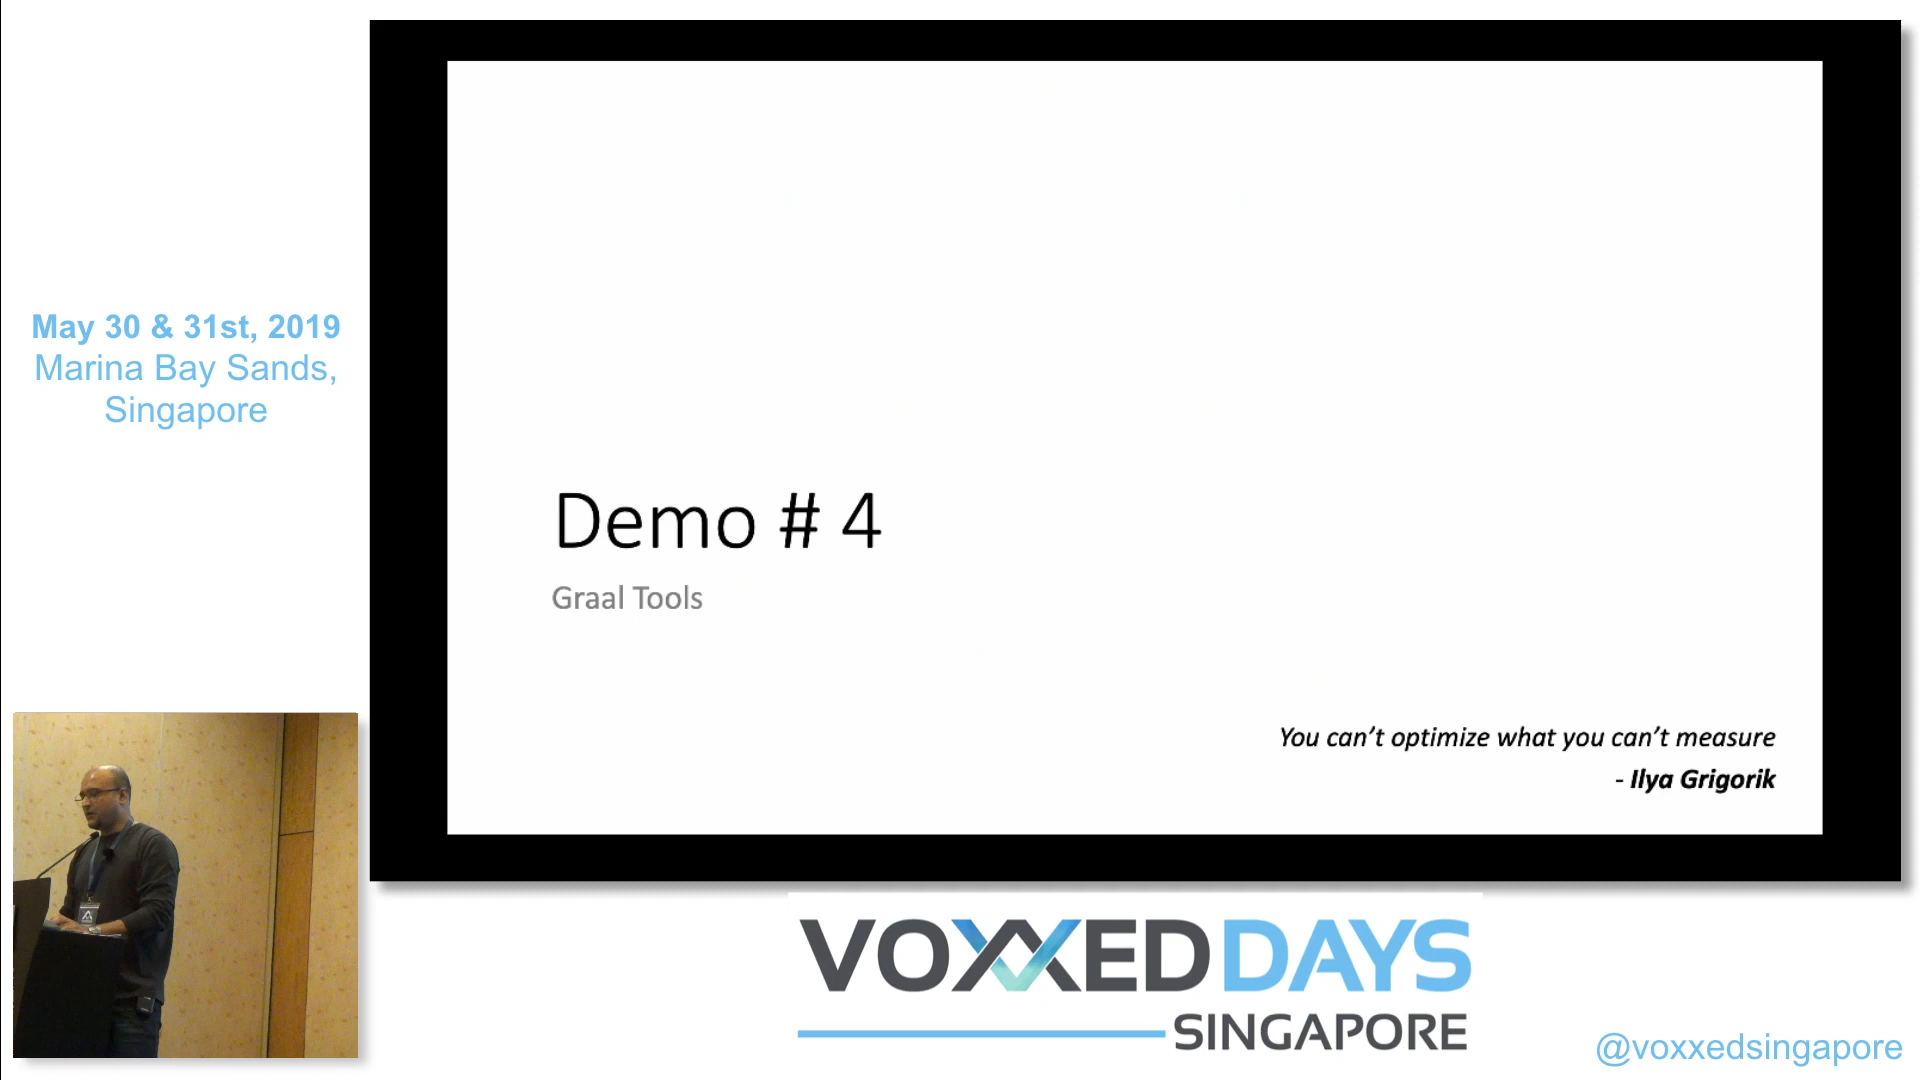 May 30 & 31st, 2019
Marina Bay Sands,
Singapore
Demo # 4
Graal Tools
You can’t optimize what you can’t measure
- Ilya Grigorik
VOXXED DAYS
SINGAPORE
@voxxedsingapore